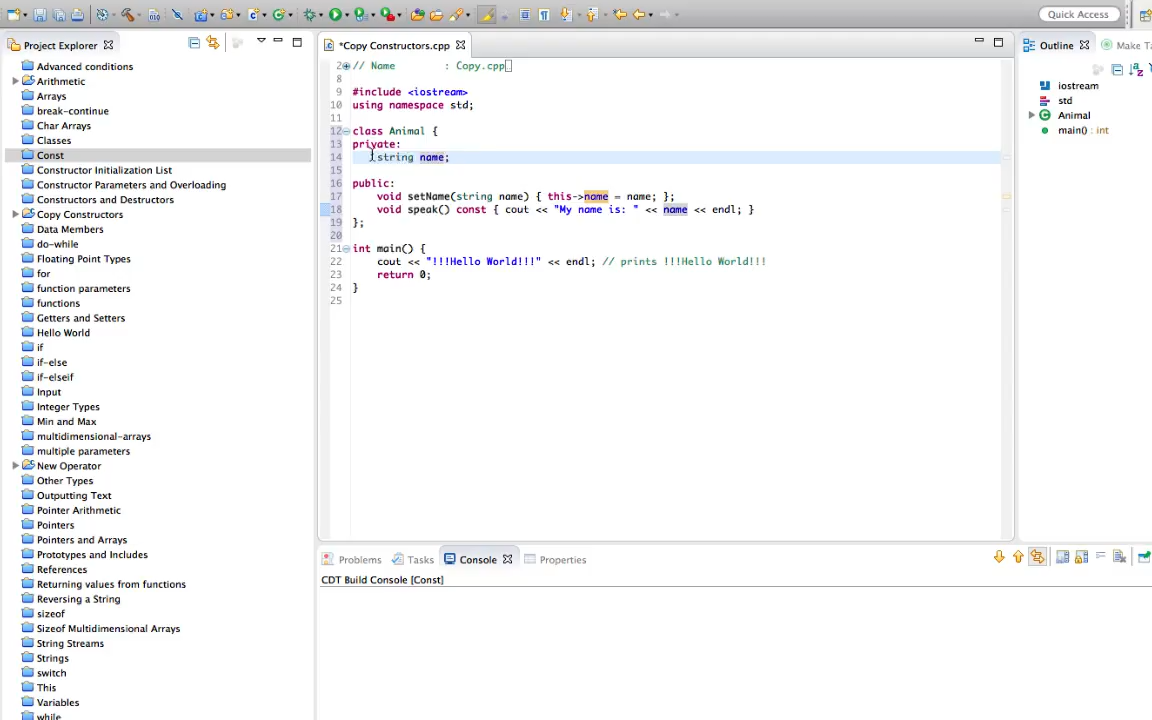 Quick Access
Project Explorer
Advanced conditions
Arithmetic
Arrays
break-continue
Char Arrays
Classes
Const
Constructor Initialization List
Constructor Parameters and Overloading
Constructors and Destructors
Copy Constructors
Data Members
do-while
Floating Point Types
for
function parameters
functions
Getters and Setters
Hello World
if
if-else
if-elseif
Input
Integer Types
Min and Max
multidimensional-arrays
multiple parameters
New Operator
Other Types
Outputting Text
Pointer Arithmetic
Pointers
Pointers and Arrays
Prototypes and Includes
References
Returning values from functions
Reversing a String
sizeof
Sizeof Multidimensional Arrays
String Streams
Strings
switch
This
Variables
while
*Copy Constructors.cpp
2 // Name : Copy.cpp
8
9 #include <iostream>
10 using namespace std;
11
12 class Animal {
13 private:
14 string name;
15
16 public:
17 void setName(string name) { this->name = name; };
18 void speak() const { cout << "My name is: " << name << endl; }
19 };
20
21 int main() {
22 cout << "!!!Hello World!!!" << endl; // prints !!!Hello World!!!
23 return 0;
24 }
25
Problems Tasks Console Properties
CDT Build Console [Const]
Outline Make Ta
iostream
std
Animal
main() : int